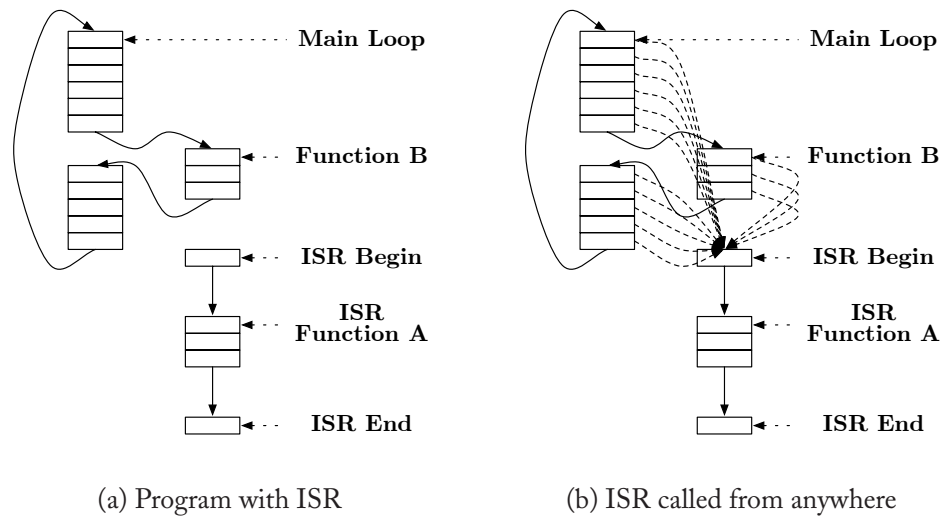 Main Loop
Function B
ISR Begin
ISR
Function A
ISR End
(a) Program with ISR
Main Loop
Function B
ISR Begin
ISR
Function A
ISR End
(b) ISR called from anywhere